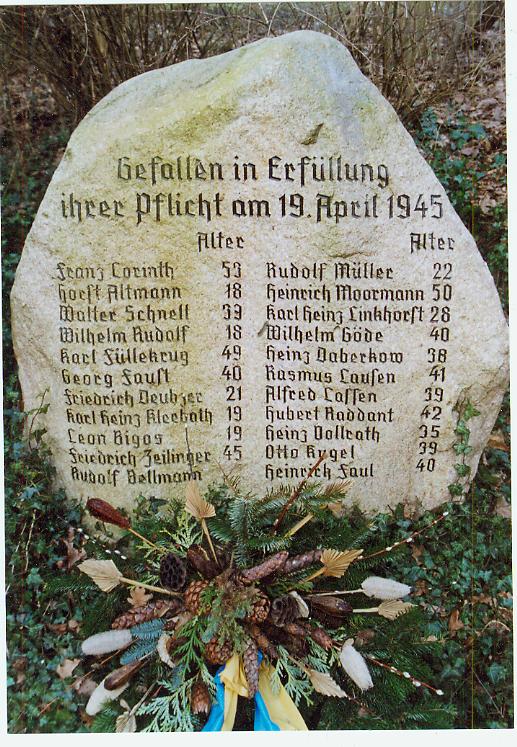 Gefallen in Erfüllung
ihrer Pflicht am 19. April 1945
Alter
Franz Corinth 53
Horst Altmann 18
Walter Schnell 39
Wilhelm Rudolf 18
Karl Füllekrug 49
Georg Faust 40
Friedrich Deubzer 21
Karl Heinz Kleebath 19
Leon Bigos 19
Friedrich Zeilinger 45
Rudolf Bellmann
Alter
Rudolf Müller 22
Heinrich Moormann 50
Karl Heinz Linkhorst 28
Wilhelm Göde 40
Heinz Daberkow 38
Rasmus Lausen 41
Alfred Lassen 39
Hubert Raddant 42
Heinz Dollrath 35
Otto Rygel 39
Heinrich Faul 40